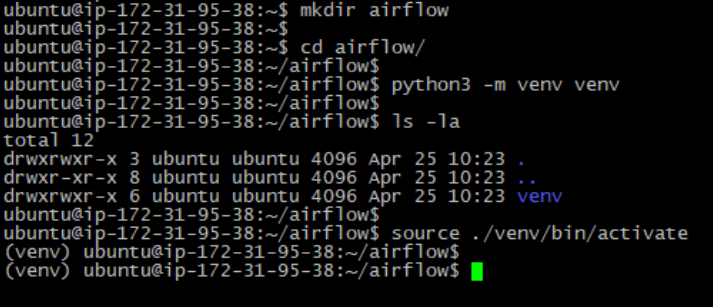 ubuntu@ip-172-31-95-38:~$ mkdir airflow
ubuntu@ip-172-31-95-38:~$
ubuntu@ip-172-31-95-38:~$ cd airflow/
ubuntu@ip-172-31-95-38:~/airflow$
ubuntu@ip-172-31-95-38:~/airflow$ python3 -m venv venv
ubuntu@ip-172-31-95-38:~/airflow$
ubuntu@ip-172-31-95-38:~/airflow$ ls -la
total 12
drwxrwxr-x 3 ubuntu ubuntu 4096 Apr 25 10:23 .
drwxr-xr-x 8 ubuntu ubuntu 4096 Apr 25 10:23 ..
drwxrwxr-x 6 ubuntu ubuntu 4096 Apr 25 10:23 venv
ubuntu@ip-172-31-95-38:~/airflow$
ubuntu@ip-172-31-95-38:~/airflow$ source ./venv/bin/activate
(venv) ubuntu@ip-172-31-95-38:~/airflow$
(venv) ubuntu@ip-172-31-95-38:~/airflow$